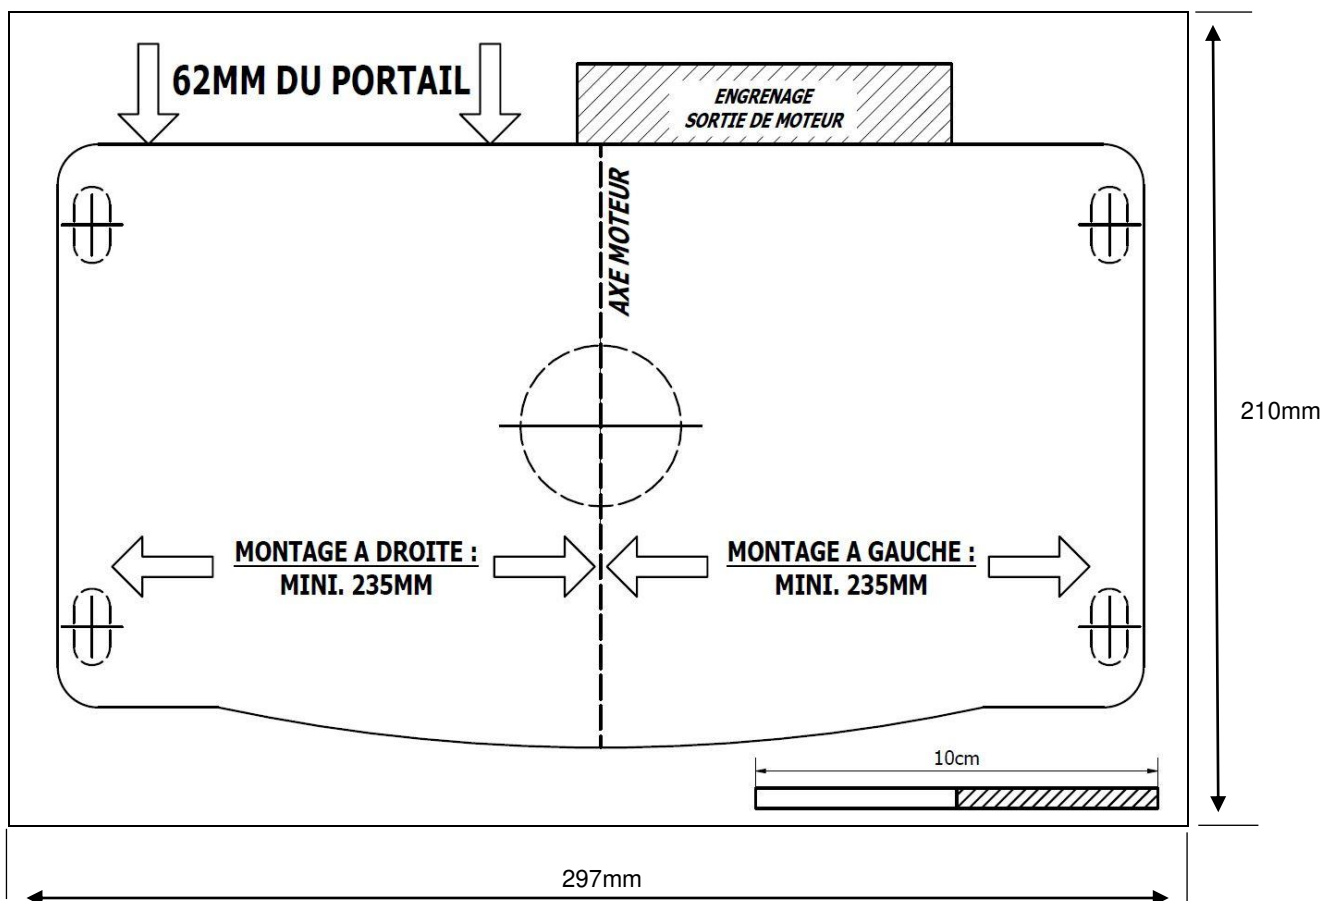 62MM DU PORTAIL
ENGRENAGE
SORTIE DE MOTEUR
AXE MOTEUR
210mm
MONTAGE A DROITE :
MINI. 235MM
MONTAGE A GAUCHE :
MINI. 235MM
10cm
297mm